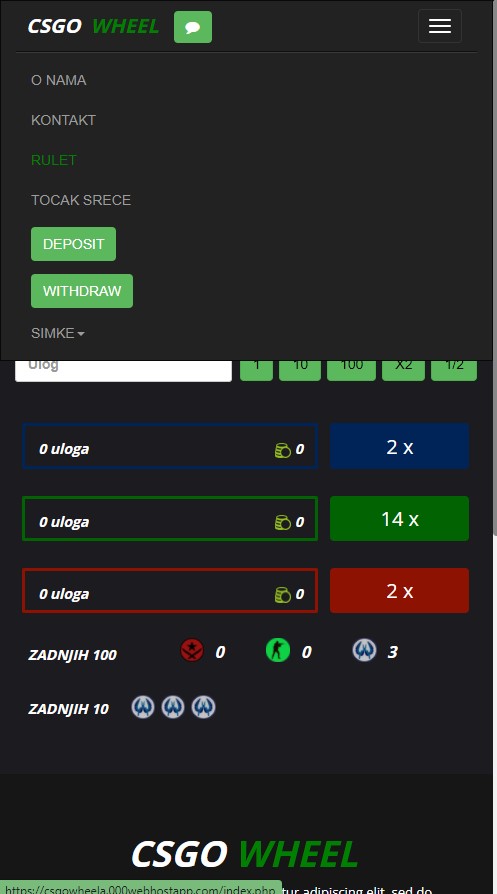 CSGO WHEEL
O NAMA
KONTAKT
RULET
TOCAK SRECE
DEPOSIT
WITHDRAW
SIMKE
Ulog 1 10 100 X2 1/2
0 uloga 0 2 x
0 uloga 0 14 x
0 uloga 0 2 x
ZADNJIH 100 0 0 3
ZADNJIH 10
CSGO WHEEL
https://csgowheela.000webhostapp.com/index.php tur adipiscing elit, sed do